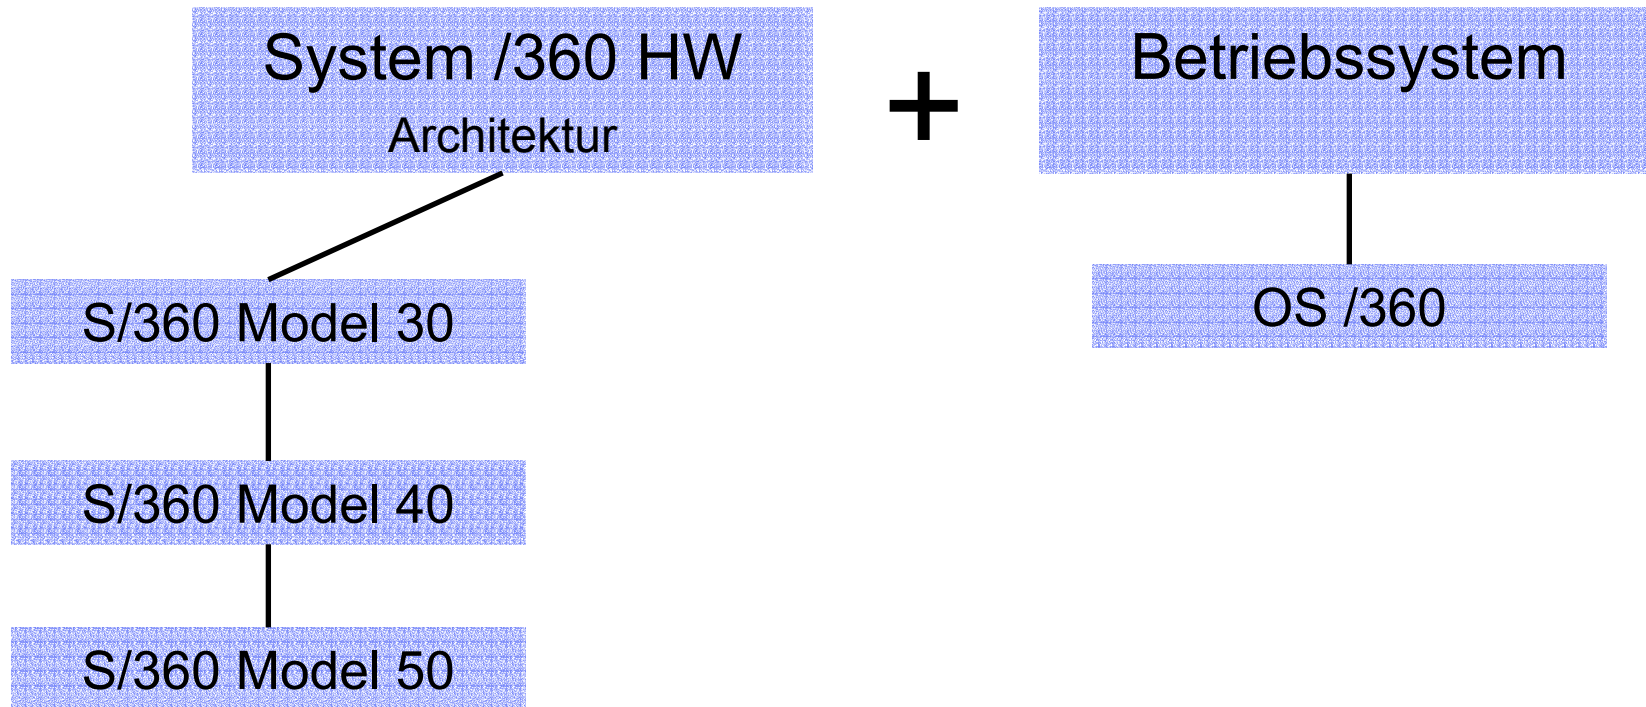 System /360 HW
Architektur
+
Betriebssystem
S/360 Model 30
OS /360
S/360 Model 40
S/360 Model 50